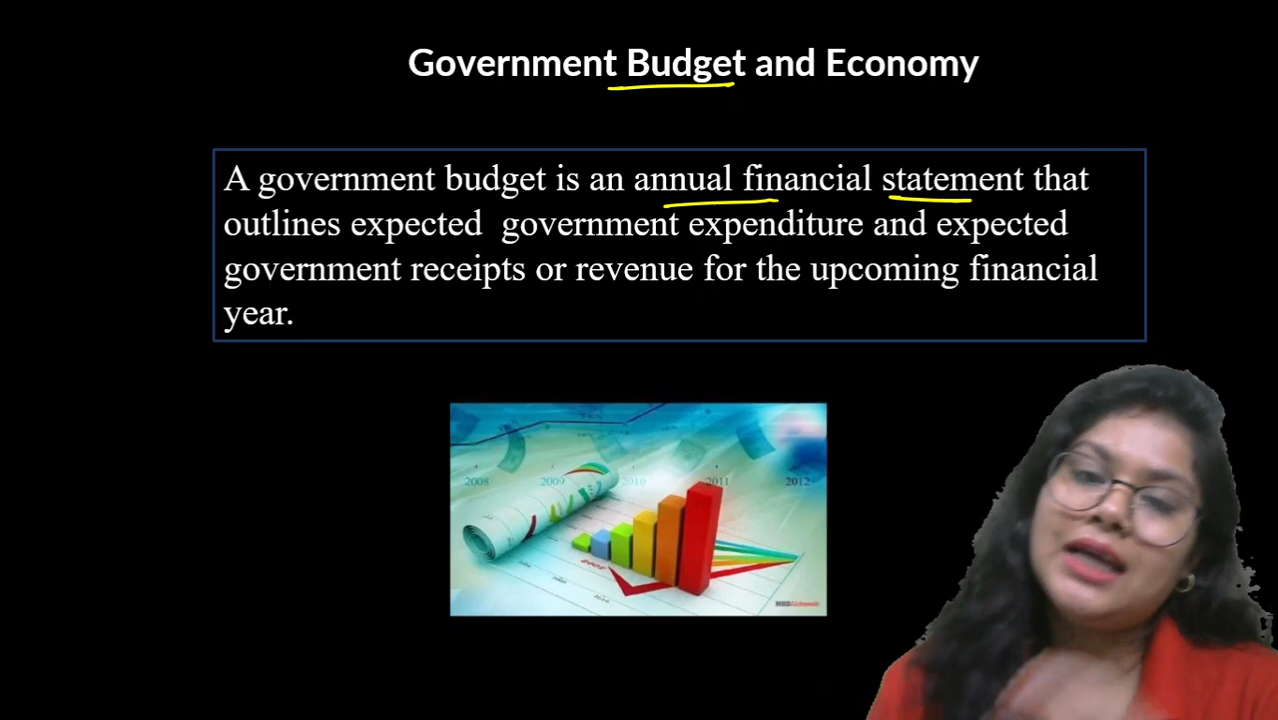 Government Budget and Economy
A government budget is an annual financial statement that
outlines expected government expenditure and expected
government receipts or revenue for the upcoming financial
year.
2008 2009 2010 2011 2012